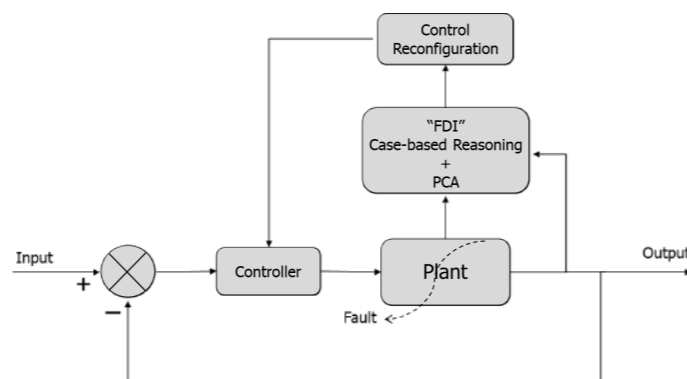 Control
Reconfiguration
“FDI”
Case-based Reasoning
+
PCA
Input
Output
+
Controller
Plant
−
Fault